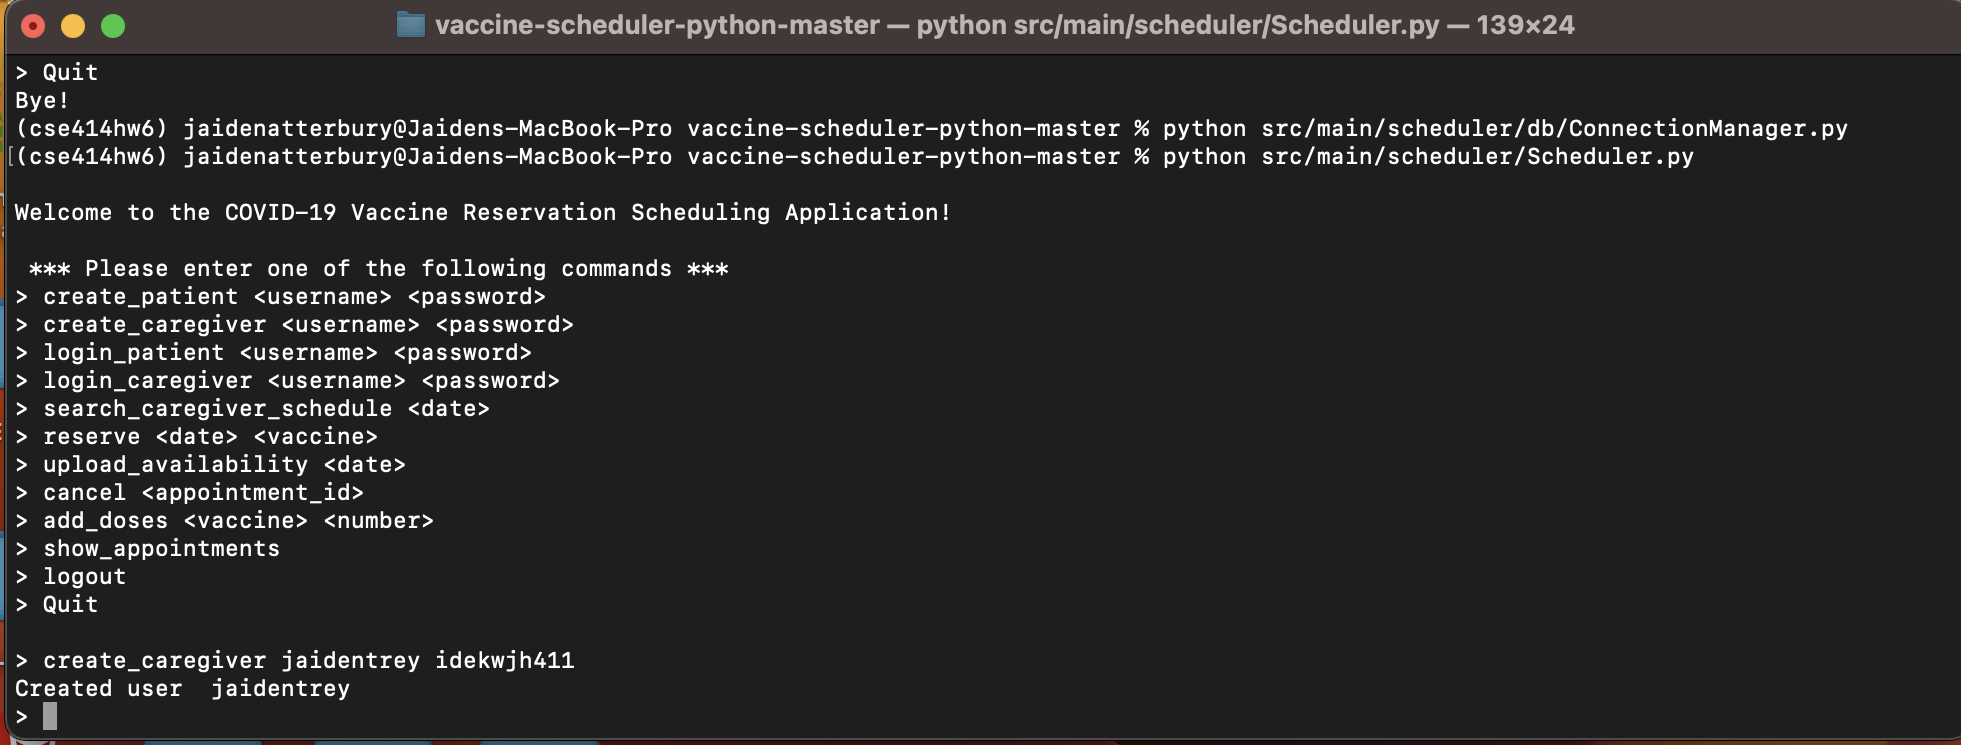 vaccine-scheduler-python-master — python src/main/scheduler/Scheduler.py — 139×24
> Quit
Bye!
(cse414hw6) jaidenatterbury@Jaidens-MacBook-Pro vaccine-scheduler-python-master % python src/main/scheduler/db/ConnectionManager.py
[(cse414hw6) jaidenatterbury@Jaidens-MacBook-Pro vaccine-scheduler-python-master % python src/main/scheduler/Scheduler.py
Welcome to the COVID-19 Vaccine Reservation Scheduling Application!
*** Please enter one of the following commands ***
> create_patient <username> <password>
> create_caregiver <username> <password>
> login_patient <username> <password>
> login_caregiver <username> <password>
> search_caregiver_schedule <date>
> reserve <date> <vaccine>
> upload_availability <date>
> cancel <appointment_id>
> add_doses <vaccine> <number>
> show_appointments
> logout
> Quit
> create_caregiver jaidentrey idekwjh411
Created user  jaidentrey
>